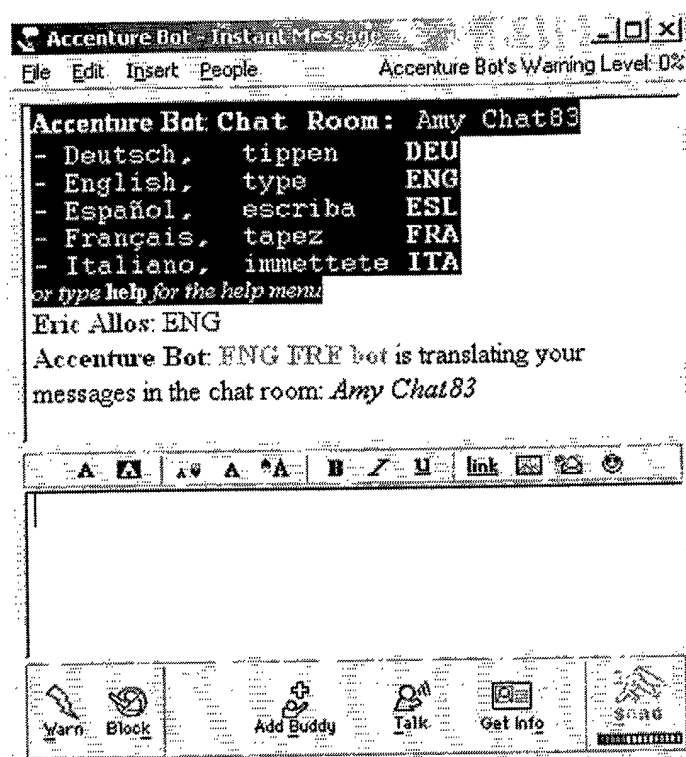 Accenture Bot - Instant Message
File Edit Insert People Accenture Bot's Warning Level: 0%
Accenture Bot: Chat Room: Amy Chat83
- Deutsch, tippen DEU
- English, type ENG
- Español, escriba ESL
- Français, tapez FRA
- Italiano, immettete ITA
or type help for the help menu
Eric Allos: ENG
Accenture Bot: ENG FRE bot is translating your
messages in the chat room: Amy Chat83
A A A A A B I U link
Warn Block Add Buddy Talk Get Info Send